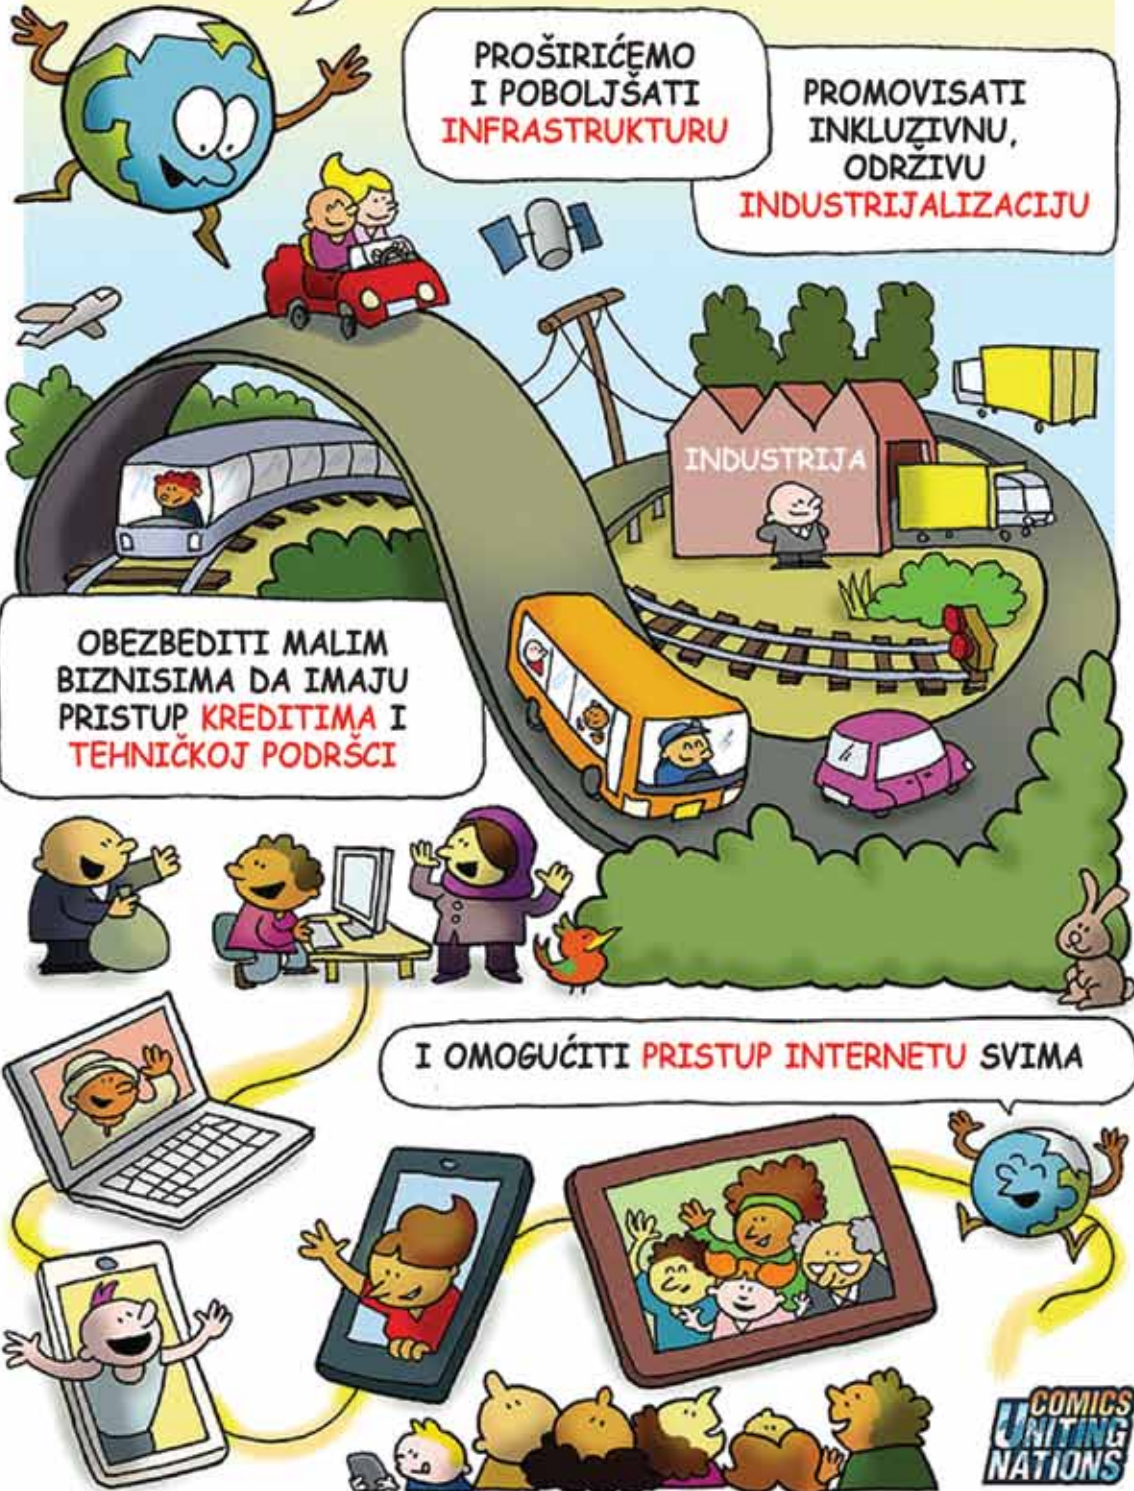 PROŠIRIĆEMO
I POBOLJŠATI
INFRASTRUKTURU
PROMOVISATI
INKLUZIVNU,
ODRŽIVU
INDUSTRIJALIZACIJU
INDUSTRIJA
OBEZBEDITI MALIM
BIZNISIMA DA IMAJU
PRISTUP KREDITIMA I
TEHNIČKOJ PODRŠCI
I OMOGUĆITI PRISTUP INTERNETU SVIMA
COMICS
UNITING
NATIONS